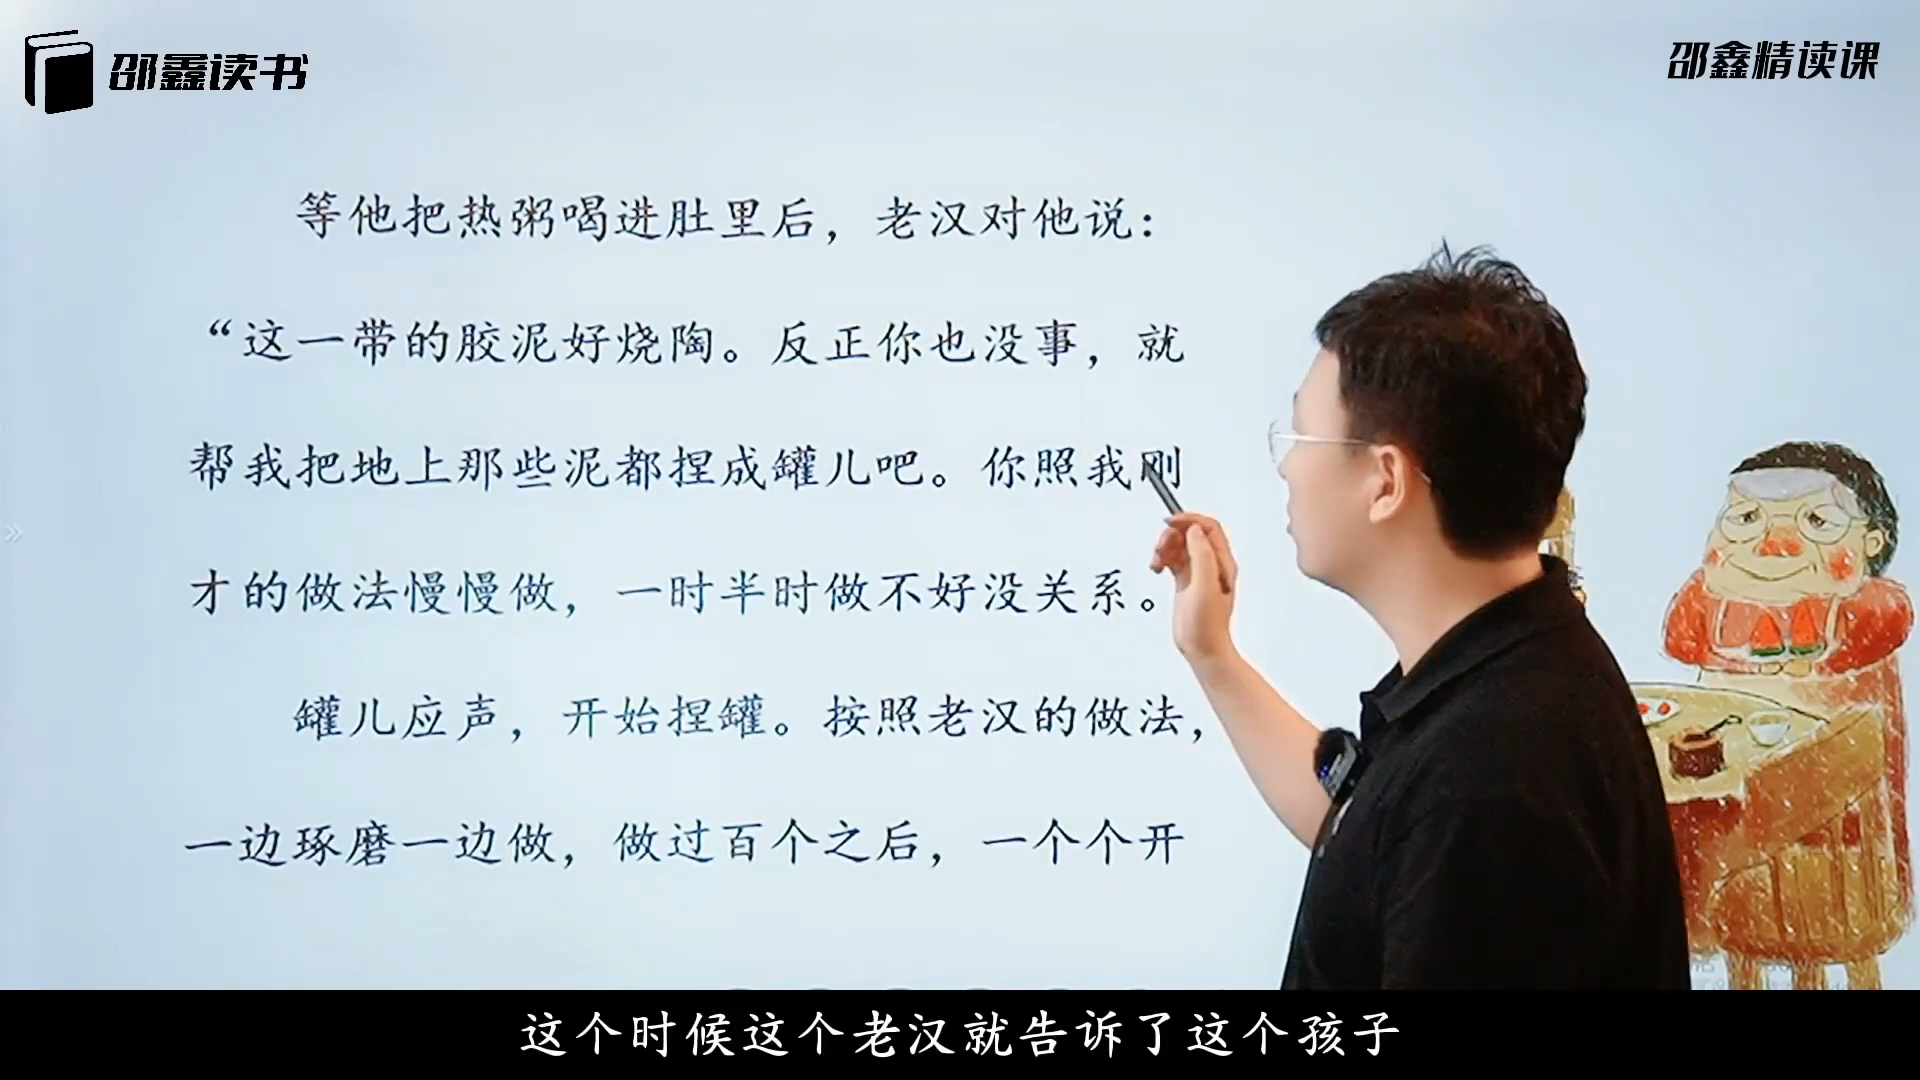 邵鑫读书
邵鑫精读课
等他把热粥喝进肚里后，老汉对他说：
“这一带的胶泥好烧陶。反正你也没事，就
帮我把地上那些泥都捏成罐儿吧。你照我刚
才的做法慢慢做，一时半时做不好没关系。
罐儿应声，开始捏罐。按照老汉的做法，
一边琢磨一边做，做过百个之后，一个个开
这个时候这个老汉就告诉了这个孩子